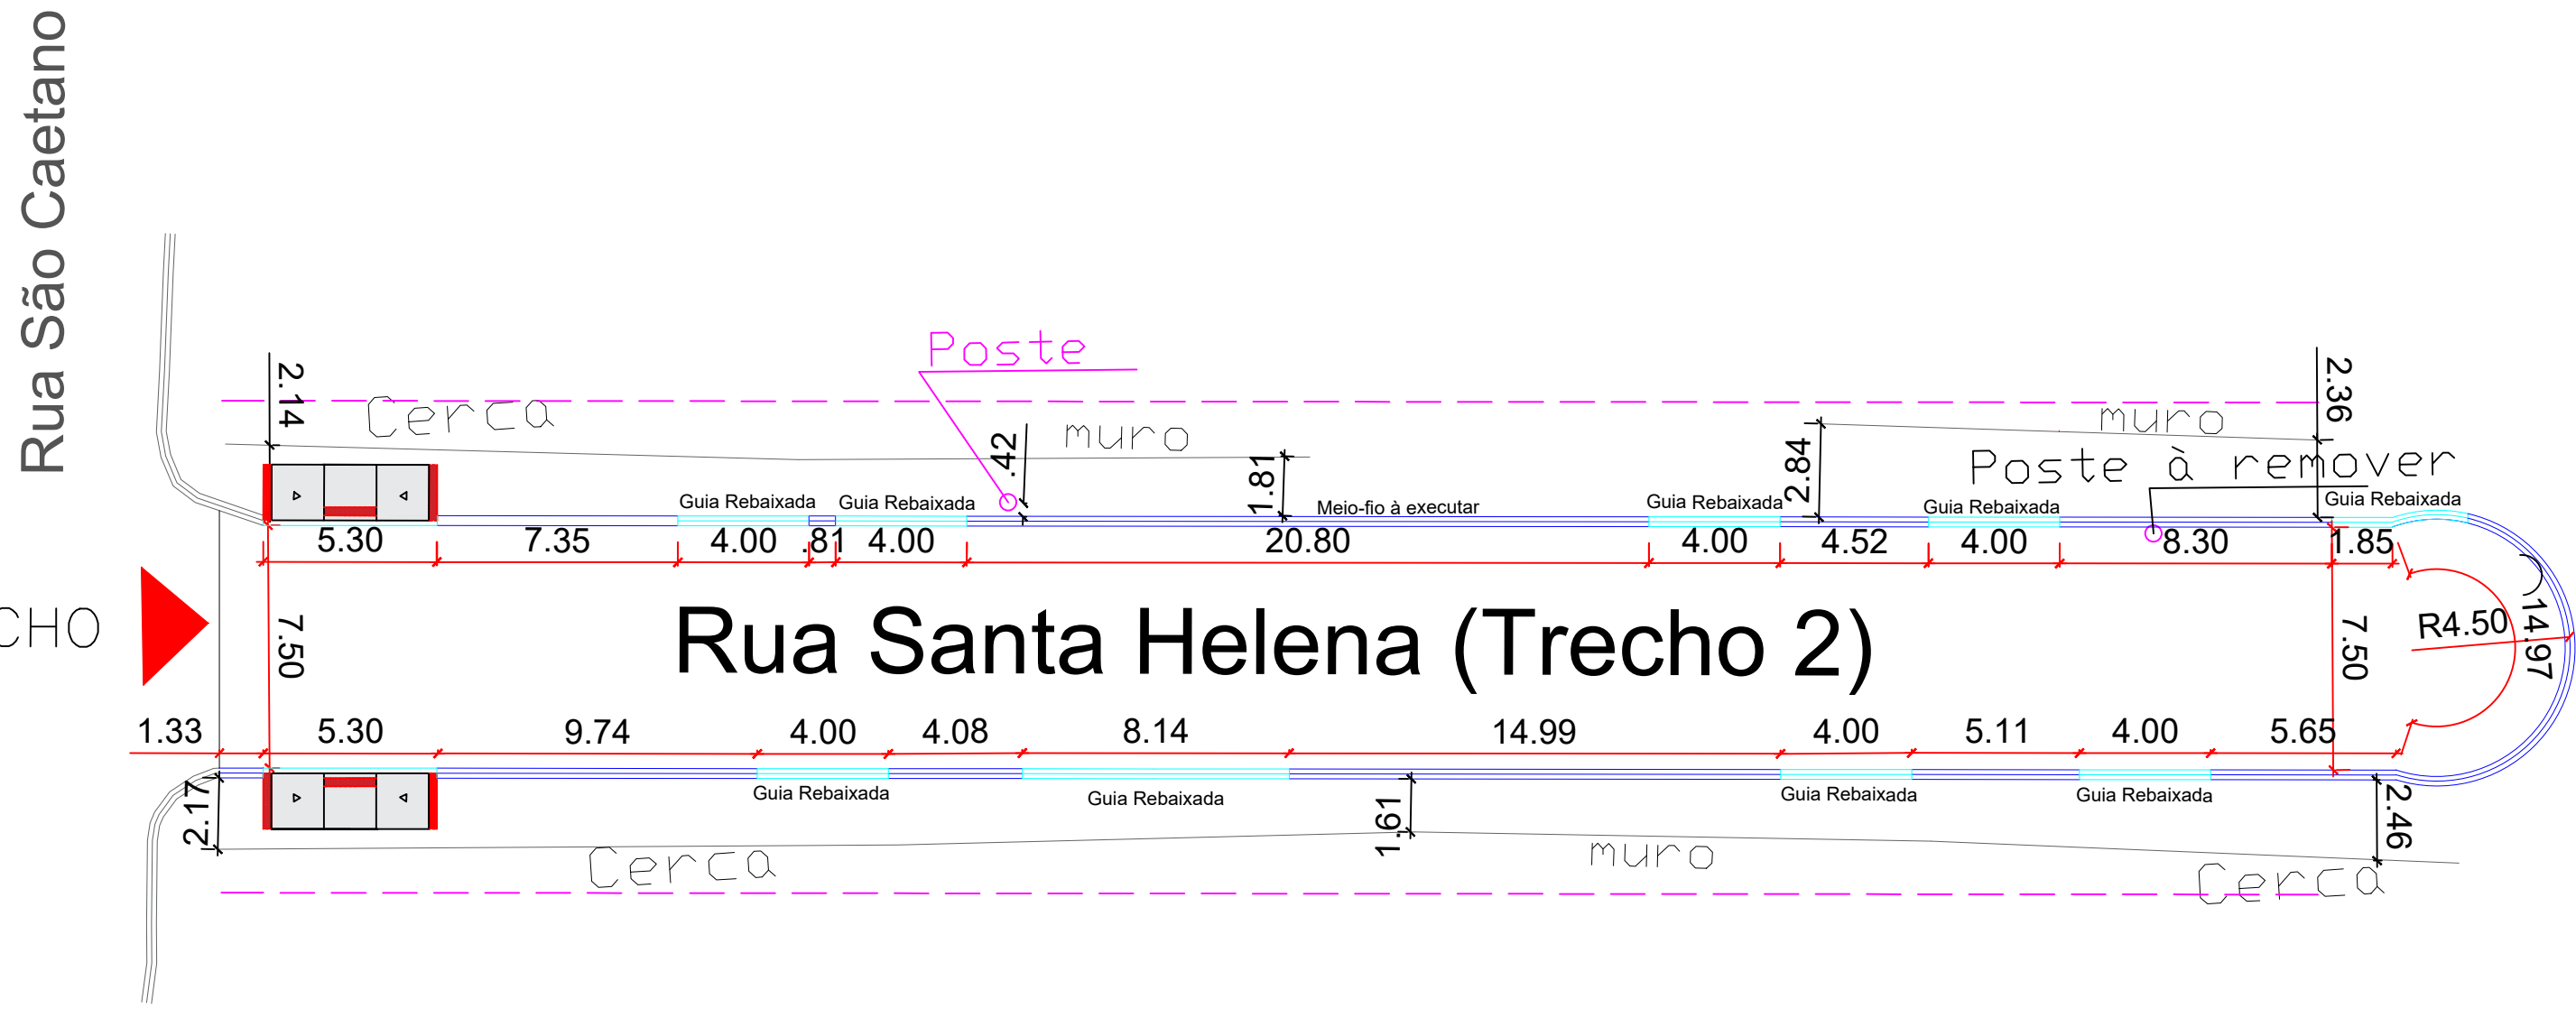 Rua São Caetano
Poste
2.14
Cerca
muro
.42
1.81
2.84
muro
2.36
Poste à remover
Guia Rebaixada
Guia Rebaixada
Meio-fio à executar
Guia Rebaixada
Guia Rebaixada
Guia Rebaixada
5.30
7.35
4.00
.81
4.00
20.80
4.00
4.52
4.00
8.30
1.85
CHO
7.50
Rua Santa Helena (Trecho 2)
7.50
R4.50
14.97
1.33
5.30
9.74
4.00
4.08
8.14
14.99
4.00
5.11
4.00
5.65
2.17
Guia Rebaixada
Guia Rebaixada
1.61
Guia Rebaixada
Guia Rebaixada
2.46
Cerca
muro
Cerca